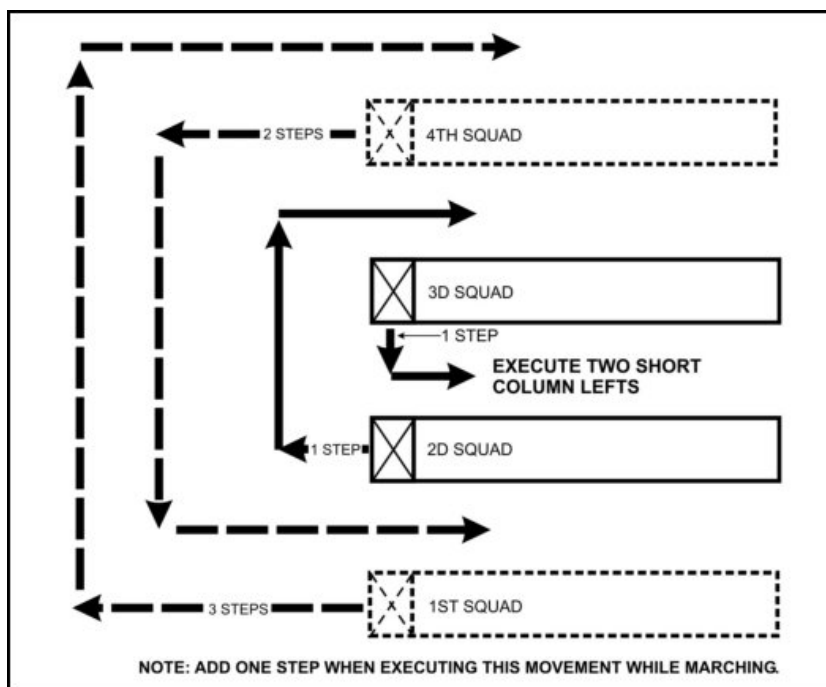 2 STEPS
4TH SQUAD
3D SQUAD
1 STEP
EXECUTE TWO SHORT
COLUMN LEFTS
1 STEP
2D SQUAD
3 STEPS
1ST SQUAD
NOTE: ADD ONE STEP WHEN EXECUTING THIS MOVEMENT WHILE MARCHING.